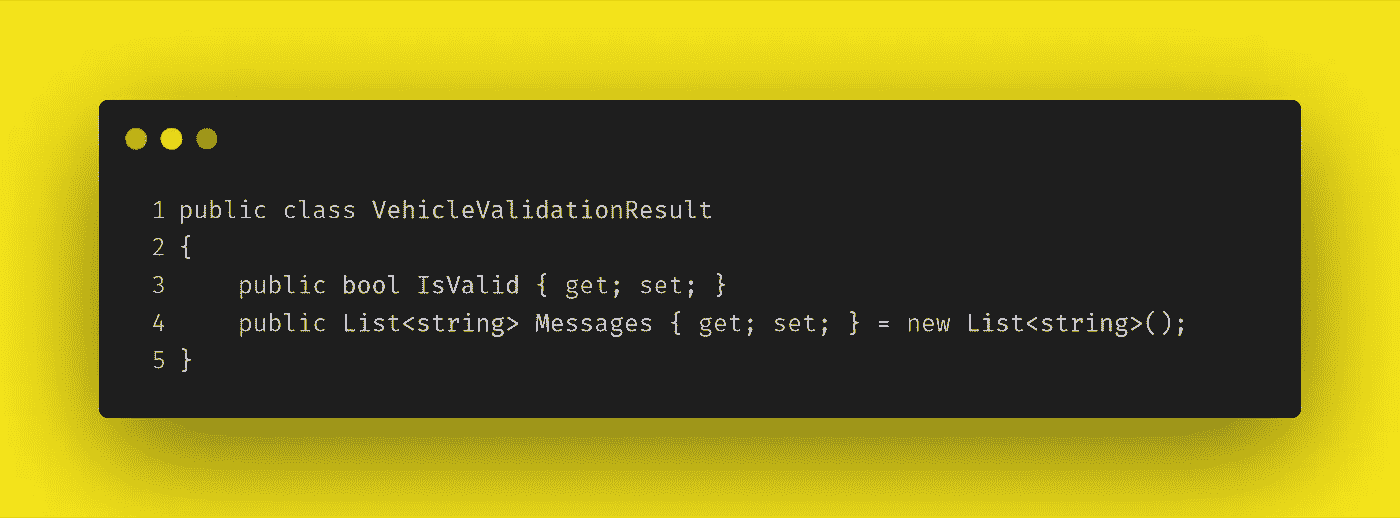 1 public class VehicleValidationResult
2 {
3     public bool IsValid { get; set; }
4     public List<string> Messages { get; set; } = new List<string>();
5 }